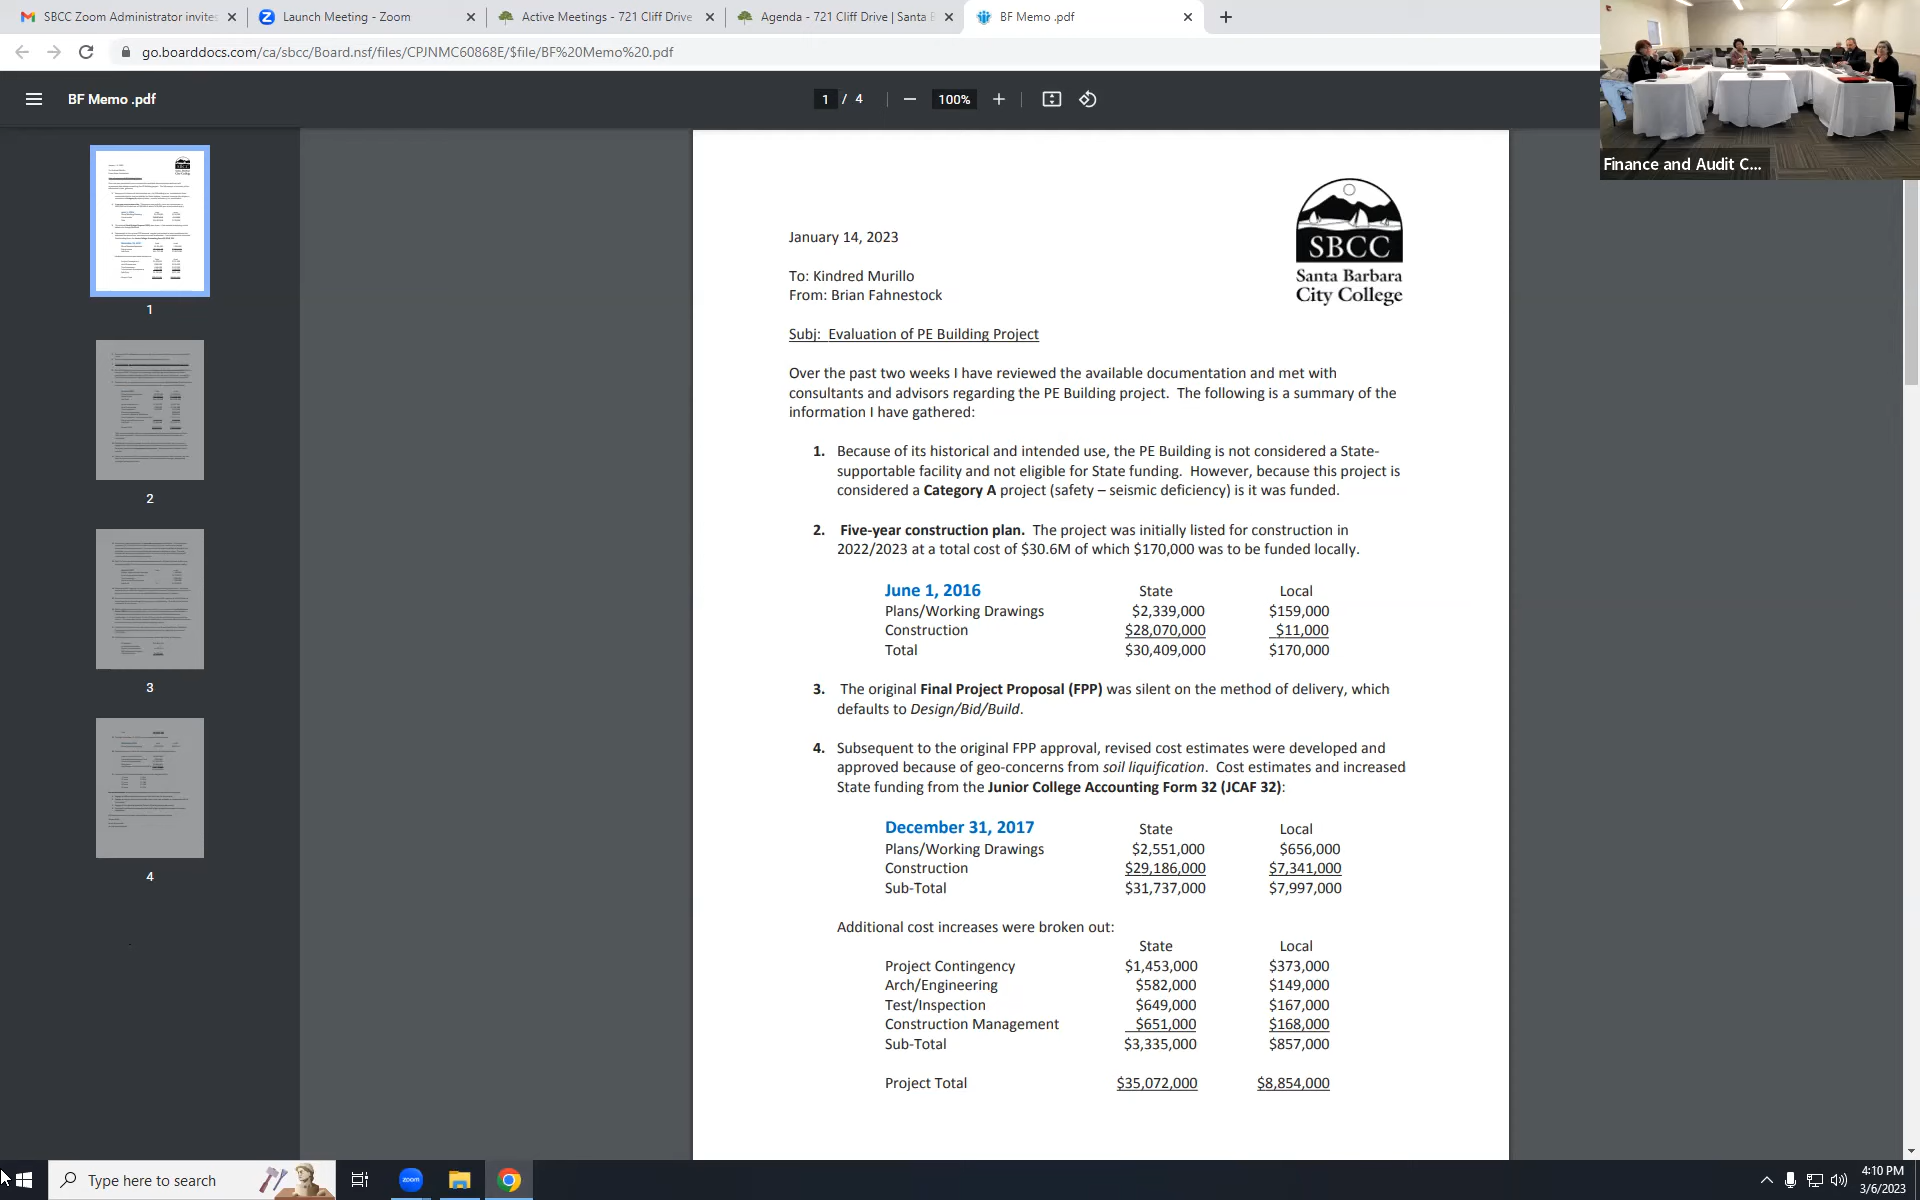 SBCC Zoom Administrator invites
Launch Meeting - Zoom
Active Meetings - 721 Cliff Drive
Agenda - 721 Cliff Drive | Santa B
BF Memo .pdf
go.boarddocs.com/ca/sbcc/Board.nsf/files/CPJNMC60868E/$file/BF%20Memo%20.pdf
BF Memo .pdf
1 / 4
100%
Finance and Audit C...
1
2
3
4
SBCC
Santa Barbara
City College
January 14, 2023
To: Kindred Murillo
From: Brian Fahnestock
Subj: Evaluation of PE Building Project
Over the past two weeks I have reviewed the available documentation and met with
consultants and advisors regarding the PE Building project. The following is a summary of the
information I have gathered:
1. Because of its historical and intended use, the PE Building is not considered a State-
supportable facility and not eligible for State funding. However, because this project is
considered a Category A project (safety – seismic deficiency) is it was funded.
2. Five-year construction plan. The project was initially listed for construction in
2022/2023 at a total cost of $30.6M of which $170,000 was to be funded locally.
June 1, 2016 State Local
Plans/Working Drawings $2,339,000 $159,000
Construction $28,070,000 $11,000
Total $30,409,000 $170,000
3. The original Final Project Proposal (FPP) was silent on the method of delivery, which
defaults to Design/Bid/Build.
4. Subsequent to the original FPP approval, revised cost estimates were developed and
approved because of geo-concerns from soil liquification. Cost estimates and increased
State funding from the Junior College Accounting Form 32 (JCAF 32):
December 31, 2017 State Local
Plans/Working Drawings $2,551,000 $656,000
Construction $29,186,000 $7,341,000
Sub-Total $31,737,000 $7,997,000
Additional cost increases were broken out:
State Local
Project Contingency $1,453,000 $373,000
Arch/Engineering $582,000 $149,000
Test/Inspection $649,000 $167,000
Construction Management $651,000 $168,000
Sub-Total $3,335,000 $857,000
Project Total $35,072,000 $8,854,000
Type here to search
zoom
4:10 PM
3/6/2023